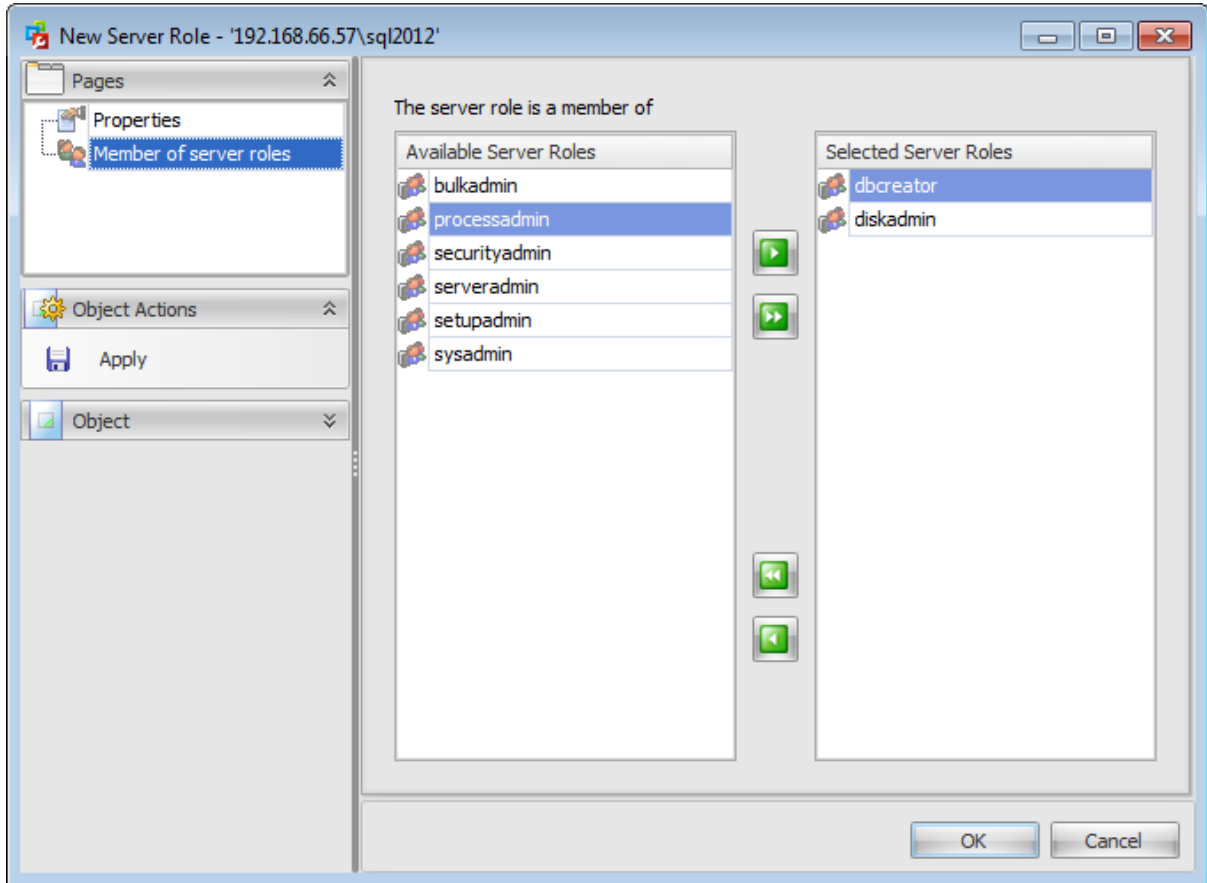 New Server Role - '192.168.66.57\sql2012'
Pages
Properties
Member of server roles
Object Actions
Apply
Object
The server role is a member of
Available Server Roles
bulkadmin
processadmin
securityadmin
serveradmin
setupadmin
sysadmin
Selected Server Roles
dbcreator
diskadmin
OK
Cancel